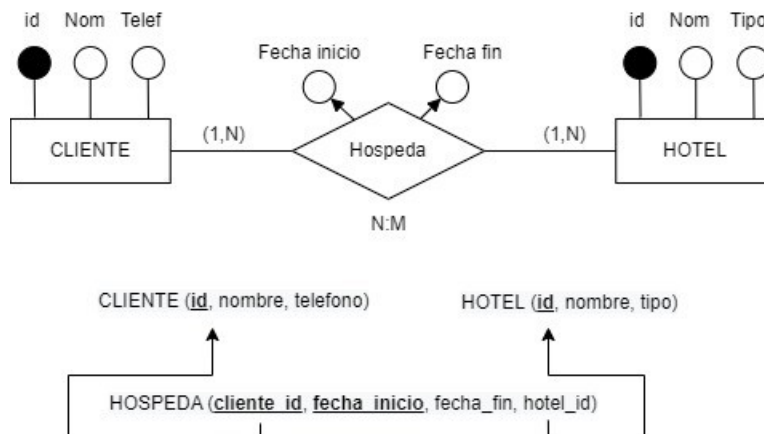 id Nom Telef id Nom Tipo
Fecha inicio Fecha fin
CLIENTE (1,N) Hospeda (1,N) HOTEL
N:M
CLIENTE (id, nombre, telefono) HOTEL (id, nombre, tipo)
HOSPEDA (cliente_id, fecha_inicio, fecha_fin, hotel_id)